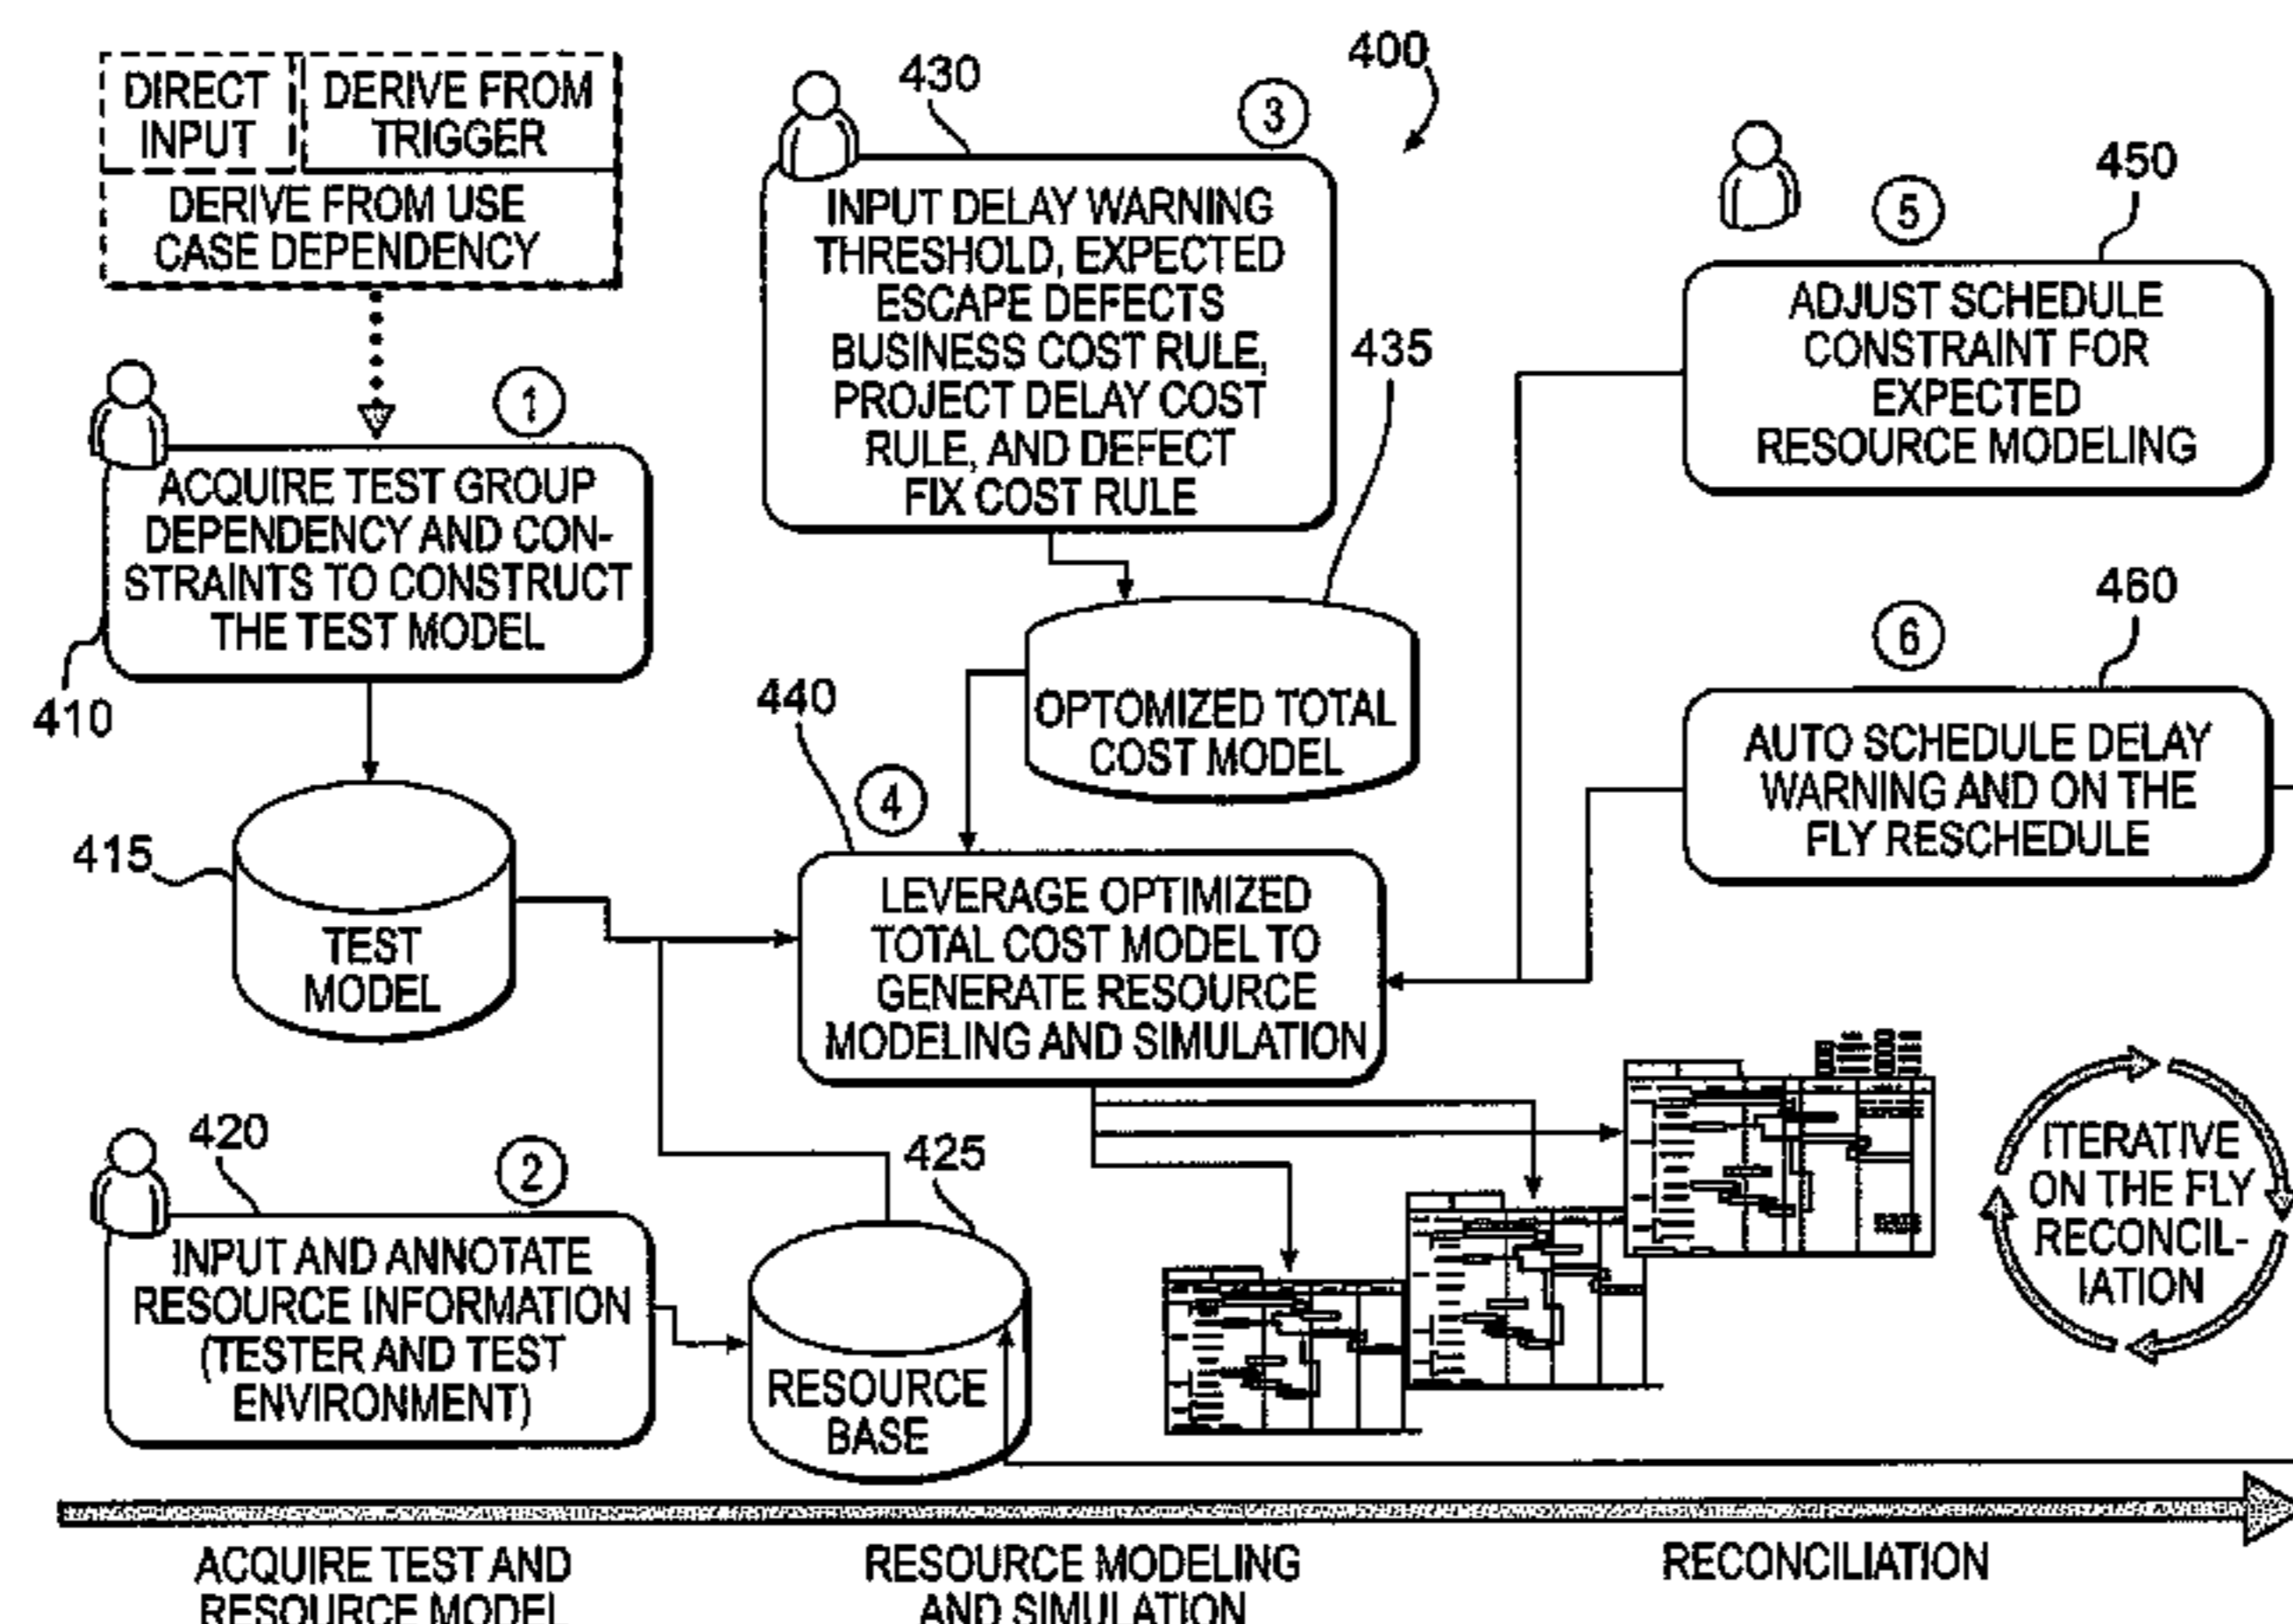 DIRECT
INPUT
DERIVE FROM
TRIGGER
DERIVE FROM USE
CASE DEPENDENCY
1
ACQUIRE TEST GROUP
DEPENDENCY AND CON-
STRAINTS TO CONSTRUCT
THE TEST MODEL
410
415
TEST
MODEL
420
2
INPUT AND ANNOTATE
RESOURCE INFORMATION
(TESTER AND TEST
ENVIRONMENT)
425
RESOURCE
BASE
430
3
400
INPUT DELAY WARNING
THRESHOLD, EXPECTED
ESCAPE DEFECTS
BUSINESS COST RULE,
PROJECT DELAY COST
RULE, AND DEFECT
FIX COST RULE
435
OPTOMIZED TOTAL
COST MODEL
440
4
LEVERAGE OPTIMIZED
TOTAL COST MODEL TO
GENERATE RESOURCE
MODELING AND SIMULATION
5
450
ADJUST SCHEDULE
CONSTRAINT FOR
EXPECTED
RESOURCE MODELING
6
460
AUTO SCHEDULE DELAY
WARNING AND ON THE
FLY RESCHEDULE
ITERATIVE
ON THE FLY
RECONCIL-
IATION
ACQUIRE TEST AND
RESOURCE MODEL
RESOURCE MODELING
AND SIMULATION
RECONCILIATION